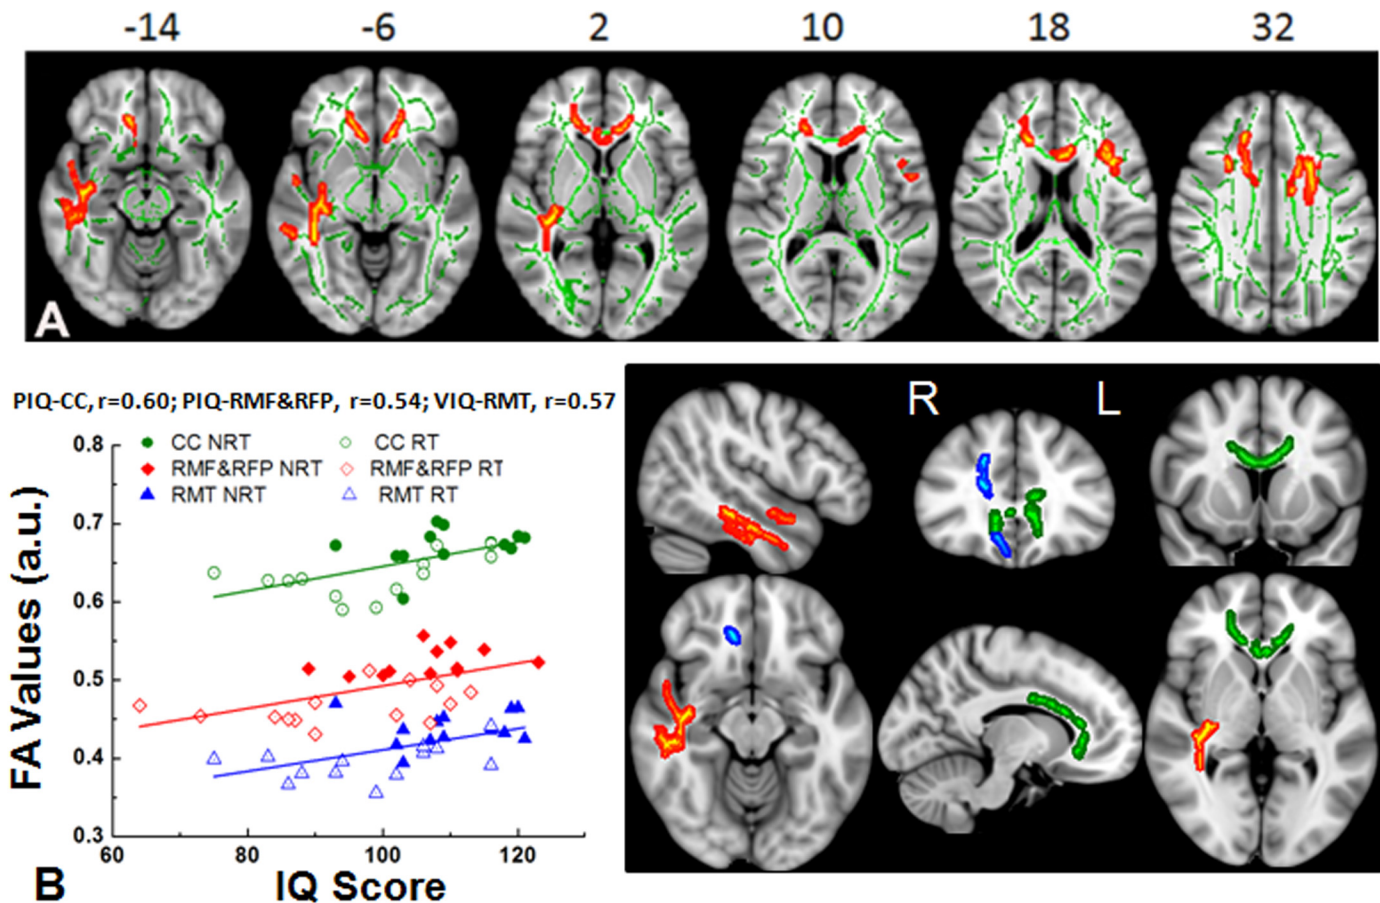 -14 -6 2 10 18 32
A
PIQ-CC, r=0.60; PIQ-RMF&RFP, r=0.54; VIQ-RMT, r=0.57
R L
CC NRT CC RT
RMF&RFP NRT RMF&RFP RT
RMT NRT RMT RT
FA Values (a.u.)
0.8
0.7
0.6
0.5
0.4
0.3
60 80 100 120
B IQ Score